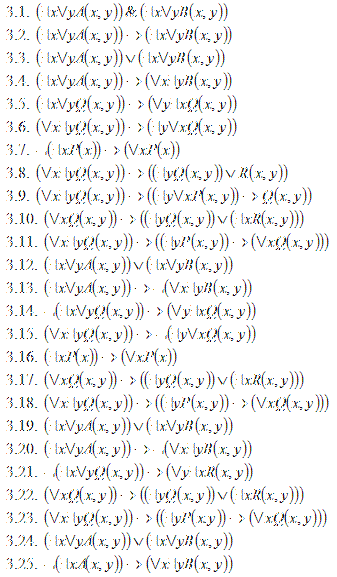 3.1. (∃x∀yA(x, y))&(∃x∀yB(x, y))
3.2. (∃x∀yA(x, y))→(∃x∀yB(x, y))
3.3. (∃x∀yA(x, y))∨(∃x∀yB(x, y))
3.4. (∃x∀yA(x, y))→(∀x∃yB(x, y))
3.5. (∃x∀yQ(x, y))→(∀y∃xQ(x, y))
3.6. (∀x∃yQ(x, y))→(∃y∀xQ(x, y))
3.7. ¬(∃xP(x))→(∀xP(x))
3.8. (∀x∃yQ(x, y))→((∃yQ(x, y))∨R(x, y))
3.9. (∀x∃yQ(x, y))→((∃y∀xP(x, y))→Q(x, y))
3.10. (∀xQ(x, y))→((∃yQ(x, y))∨(∃xR(x, y)))
3.11. (∀x∃yQ(x, y))→((∃yP(x, y))→(∀xQ(x, y)))
3.12. (∃x∀yA(x, y))∨(∃x∀yB(x, y))
3.13. (∃x∀yA(x, y)→¬(∀x∃yB(x, y))
3.14. ¬(∃x∀yQ(x, y))→(∀y∃xQ(x, y))
3.15. (∀x∃yQ(x, y))→¬(∃y∀xQ(x, y))
3.16. (∃xP(x))→(∀xP(x))
3.17. (∀xQ(x, y))→((∃yQ(x, y))∨(∃xR(x, y)))
3.18. (∀x∃yQ(x, y))→((∃yP(x, y))→(∀xQ(x, y)))
3.19. (∃x∀yA(x, y))∨(∃x∀yB(x, y))
3.20. (∃x∀yA(x, y)→¬(∀x∃yB(x, y))
3.21. ¬(∃x∀yQ(x, y))→(∀y∃xR(x, y))
3.22. (∀xQ(x, y))→((∃yQ(x, y))∨(∃xR(x, y)))
3.23. (∀x∃yQ(x, y))→((∃yP(x, y))→(∀xQ(x, y)))
3.24. (∃x∀yA(x, y))∨(∃x∀yB(x, y))
3.25. ¬(∃xA(x, y))→(∀x∃yB(x, y))